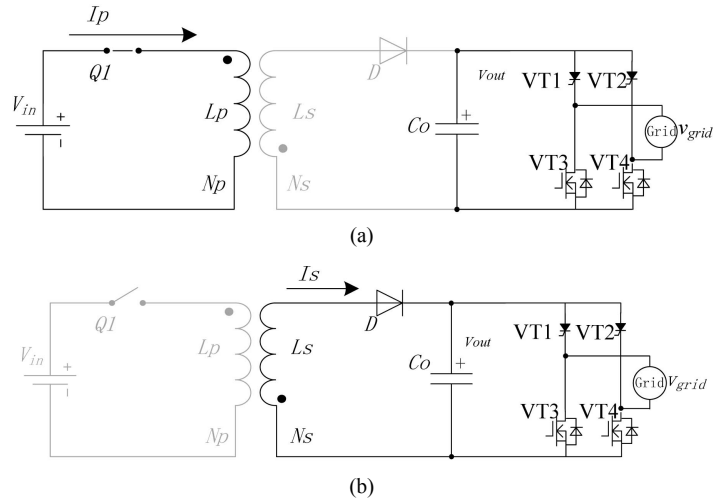 Ip
Q1
D
Vout
VT1
VT2
Vin
+
Lp
Ls
Co
+
Grid
vgrid
VT3
VT4
Np
Ns
(a)
Is
Q1
D
Vout
VT1
VT2
Vin
+
Lp
Ls
Co
+
Grid
Vgrid
VT3
VT4
Np
Ns
(b)